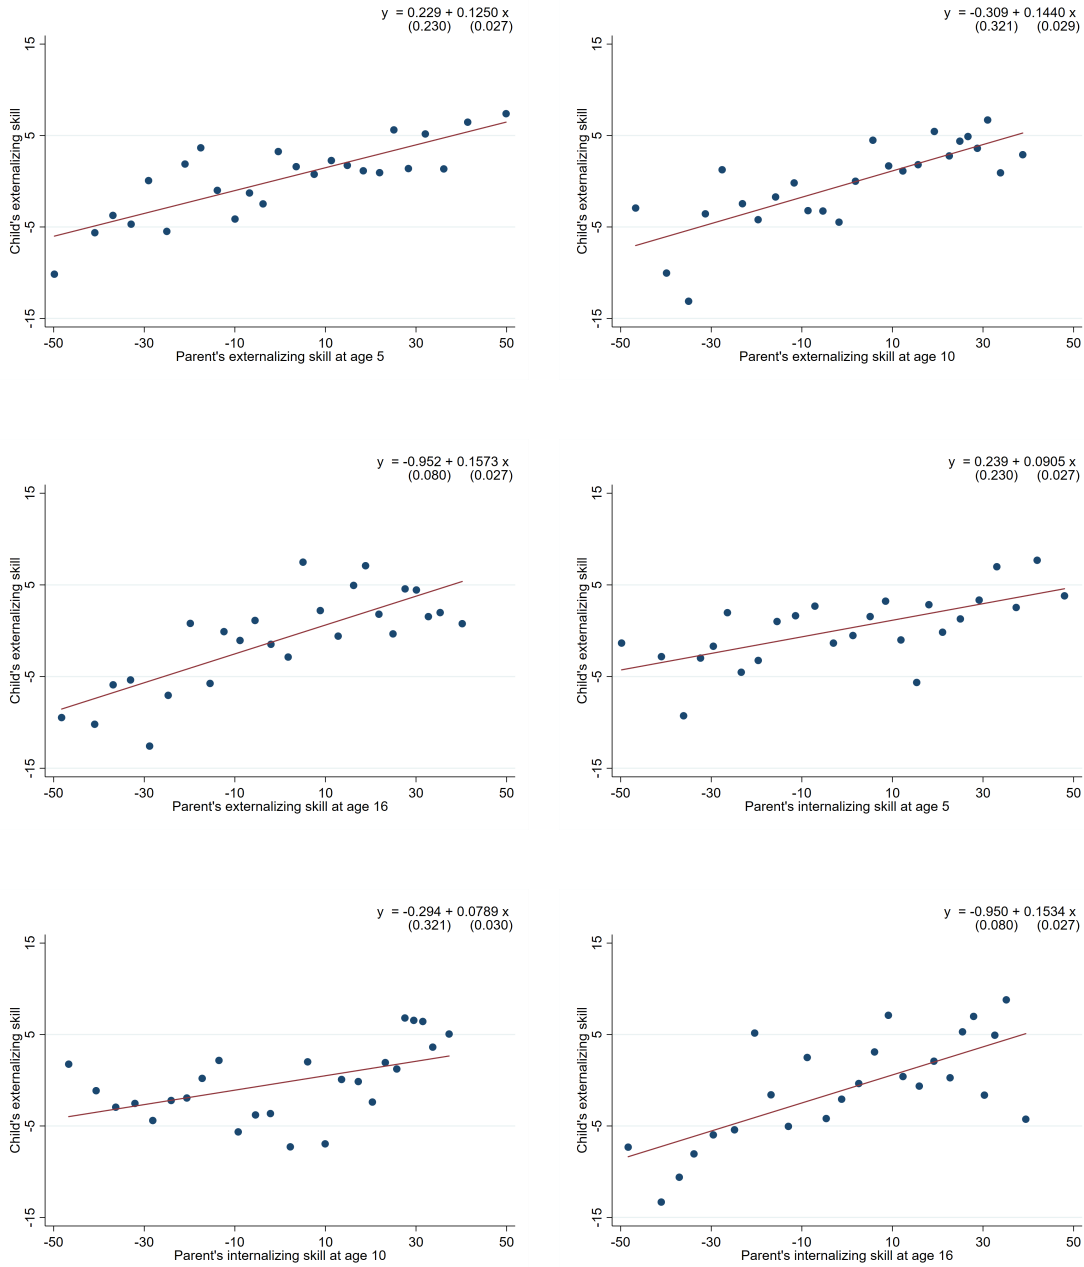 y = 0.229 + 0.1250 x
(0.230) (0.027)
15
5
-5
-15
Child's externalizing skill
-50 -30 -10 10 30 50
Parent's externalizing skill at age 5
y = -0.309 + 0.1440 x
(0.321) (0.029)
15
5
-5
-15
Child's externalizing skill
-50 -30 -10 10 30 50
Parent's externalizing skill at age 10
y = -0.952 + 0.1573 x
(0.080) (0.027)
15
5
-5
-15
Child's externalizing skill
-50 -30 -10 10 30 50
Parent's externalizing skill at age 16
y = 0.239 + 0.0905 x
(0.230) (0.027)
15
5
-5
-15
Child's externalizing skill
-50 -30 -10 10 30 50
Parent's internalizing skill at age 5
y = -0.294 + 0.0789 x
(0.321) (0.030)
15
5
-5
-15
Child's externalizing skill
-50 -30 -10 10 30 50
Parent's internalizing skill at age 10
y = -0.950 + 0.1534 x
(0.080) (0.027)
15
5
-5
-15
Child's externalizing skill
-50 -30 -10 10 30 50
Parent's internalizing skill at age 16